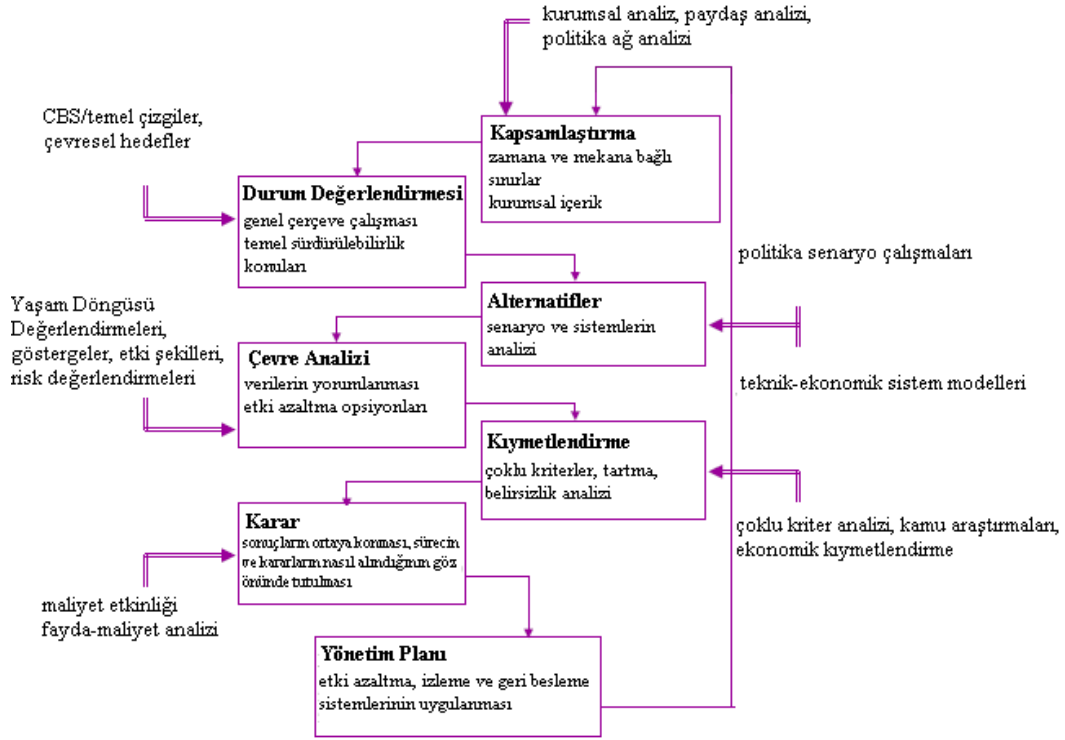 kurumsal analiz, paydaş analizi,
politika ağ analizi
CBS/temel çizgiler,
çevresel hedefler
Kapsamlaştırma
zamana ve mekana bağlı
sınırlar
kurumsal içerik
Durum Değerlendirmesi
genel çerçeve çalışması
temel sürdürülebilirlik
konuları
politika senaryo çalışmaları
Alternatifler
senaryo ve sistemlerin
analizi
Yaşam Döngüsü
Değerlendirmeleri,
göstergeler, etki şekilleri,
risk değerlendirmeleri
Çevre Analizi
verilerin yorumlanması
etki azaltma opsiyonları
teknik-ekonomik sistem modelleri
Kıymetlendirme
çoklu kriterler, tartma,
belirsizlik analizi
Karar
sonuçların ortaya konması, sürecin
ve kararların nasıl alındığının göz
önünde tutulması
çoklu kriter analizi, kamu araştırmaları,
ekonomik kıymetlendirme
maliyet etkinliği
fayda-maliyet analizi
Yönetim Planı
etki azaltma, izleme ve geri besleme
sistemlerinin uygulanması